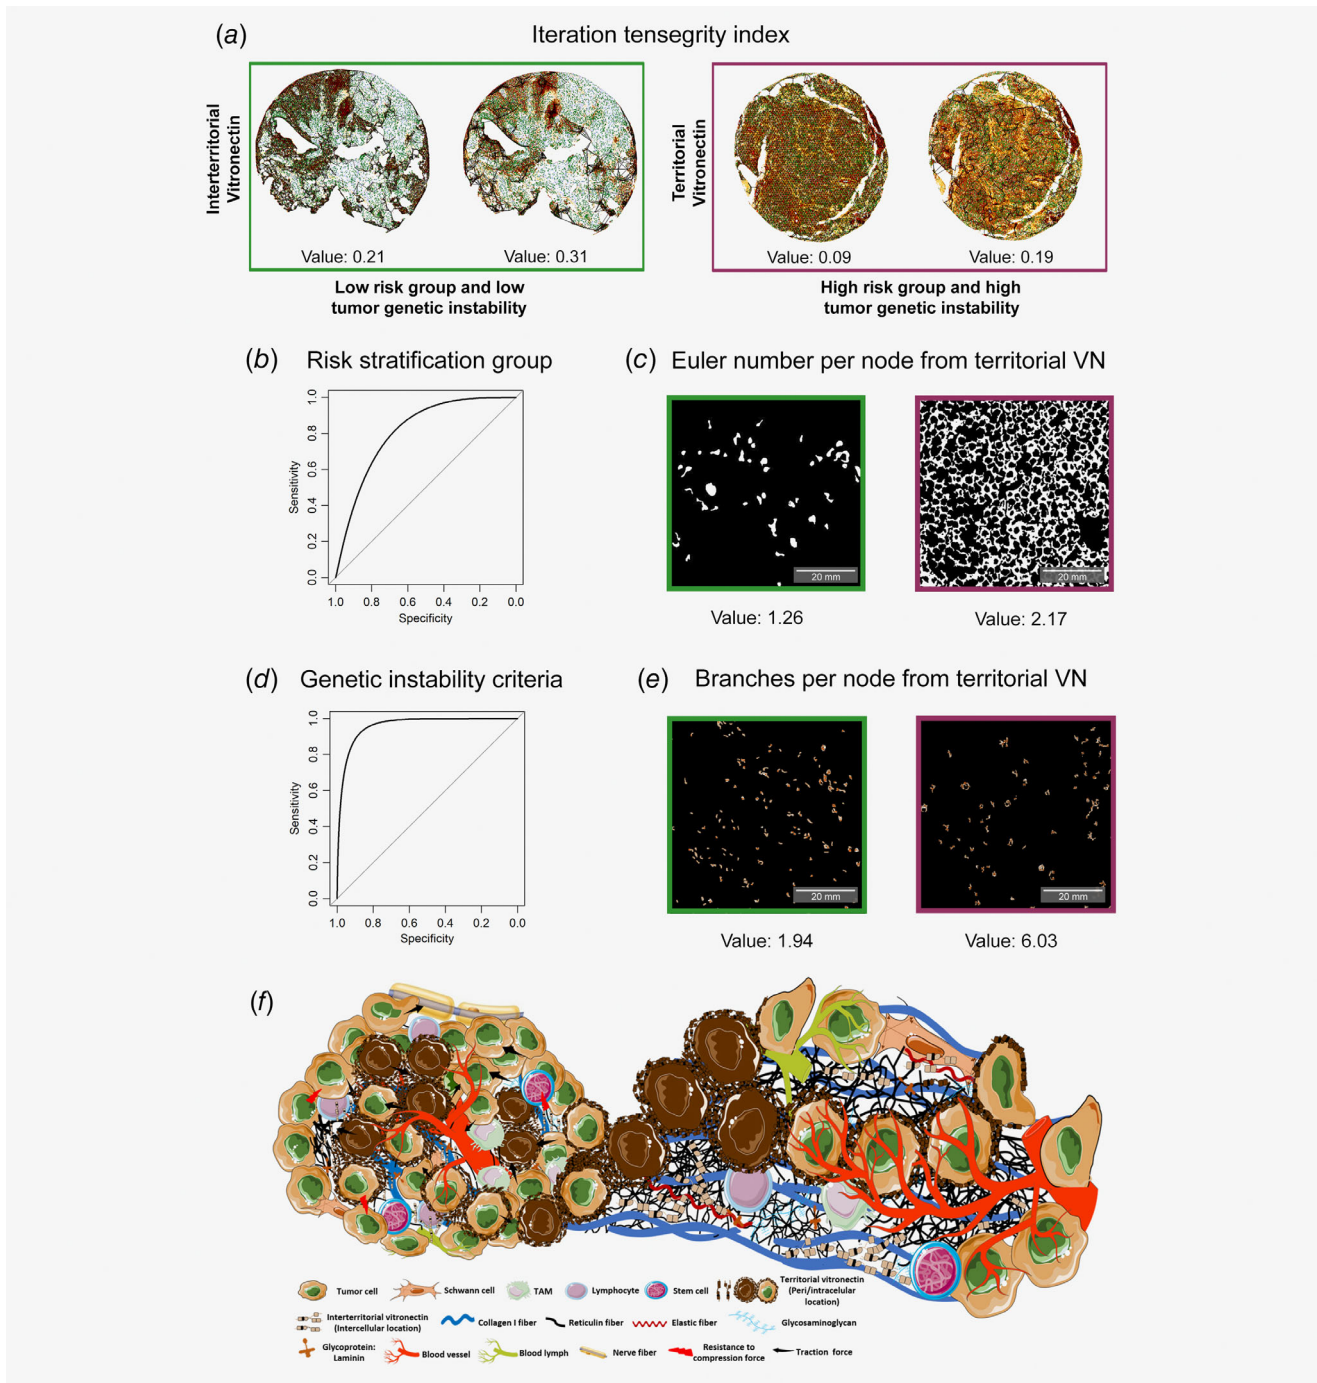 (a) Iteration tensegrity index
Interterritorial
Vitronectin
Value: 0.21
Value: 0.31
Low risk group and low
tumor genetic instability
Territorial
Vitronectin
Value: 0.09
Value: 0.19
High risk group and high
tumor genetic instability
(b) Risk stratification group
Sensitivity
1.0
0.8
0.6
0.4
0.2
0.0
1.0 0.8 0.6 0.4 0.2 0.0
Specificity
(c) Euler number per node from territorial VN
20 mm
20 mm
Value: 1.26
Value: 2.17
(d) Genetic instability criteria
Sensitivity
1.0
0.8
0.6
0.4
0.2
0.0
1.0 0.8 0.6 0.4 0.2 0.0
Specificity
(e) Branches per node from territorial VN
20 mm
20 mm
Value: 1.94
Value: 6.03
(f)
Tumor cell
Schwann cell
TAM
Lymphocyte
Stem cell
Territorial vitronectin
(Peri/intracelular
location)
Interterritorial vitronectin
(Intercellular location)
Collagen I fiber
Reticulin fiber
Elastic fiber
Glycosaminoglycan
Glycoprotein:
Laminin
Blood vessel
Blood lymph
Nerve fiber
Resistance to
compression force
Traction force